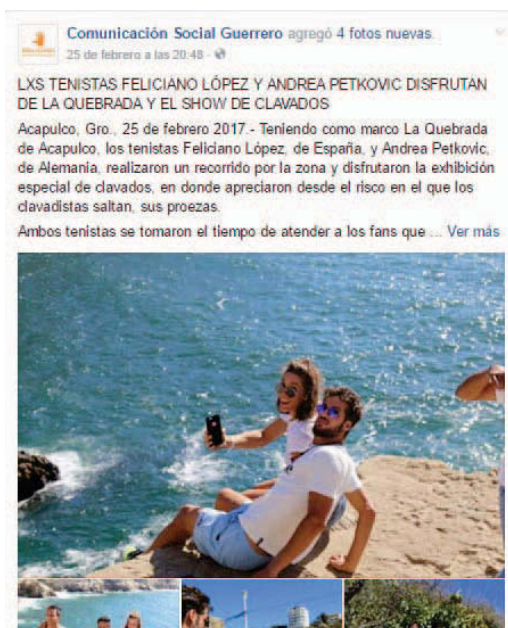 Comunicación Social Guerrero agregó 4 fotos nuevas.
25 de febrero a las 20:48 ·
LXS TENISTAS FELICIANO LÓPEZ Y ANDREA PETKOVIC DISFRUTAN
DE LA QUEBRADA Y EL SHOW DE CLAVADOS
Acapulco, Gro., 25 de febrero 2017.- Teniendo como marco La Quebrada
de Acapulco, los tenistas Feliciano López, de España, y Andrea Petkovic,
de Alemania, realizaron un recorrido por la zona y disfrutaron la exhibición
especial de clavados, en donde apreciaron desde el risco en el que los
clavadistas saltan, sus proezas.
Ambos tenistas se tomaron el tiempo de atender a los fans que ... Ver más